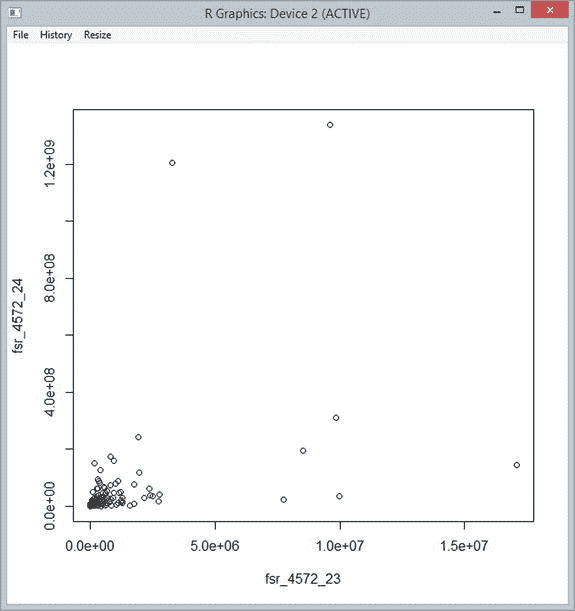 R Graphics: Device 2 (ACTIVE)
File History Resize
1.2e+09
8.0e+08
4.0e+08
0.0e+00
fsr_4572_24
0.0e+00 5.0e+06 1.0e+07 1.5e+07
fsr_4572_23